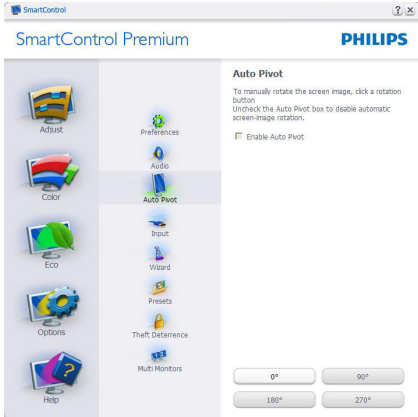 SmartControl
SmartControl Premium
PHILIPS
Adjust
Color
Eco
Options
Help
Preferences
Audio
Auto Pivot
Input
Wizard
Presets
Theft Deterrence
Multi Monitors
Auto Pivot
To manually rotate the screen image, click a rotation
button
Uncheck the Auto Pivot box to disable automatic
screen-image rotation.
Enable Auto Pivot
0°
90°
180°
270°